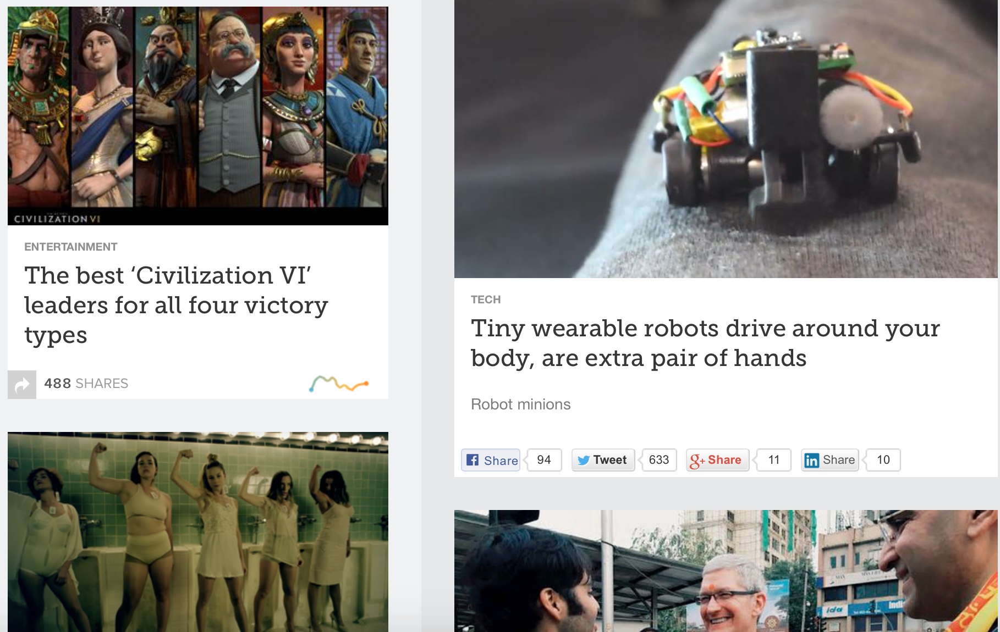 CIVILIZATION VI
ENTERTAINMENT
The best ‘Civilization VI’
leaders for all four victory
types
488 SHARES
TECH
Tiny wearable robots drive around your
body, are extra pair of hands
Robot minions
Share 94 Tweet 633 g+ Share 11 in Share 10
ida